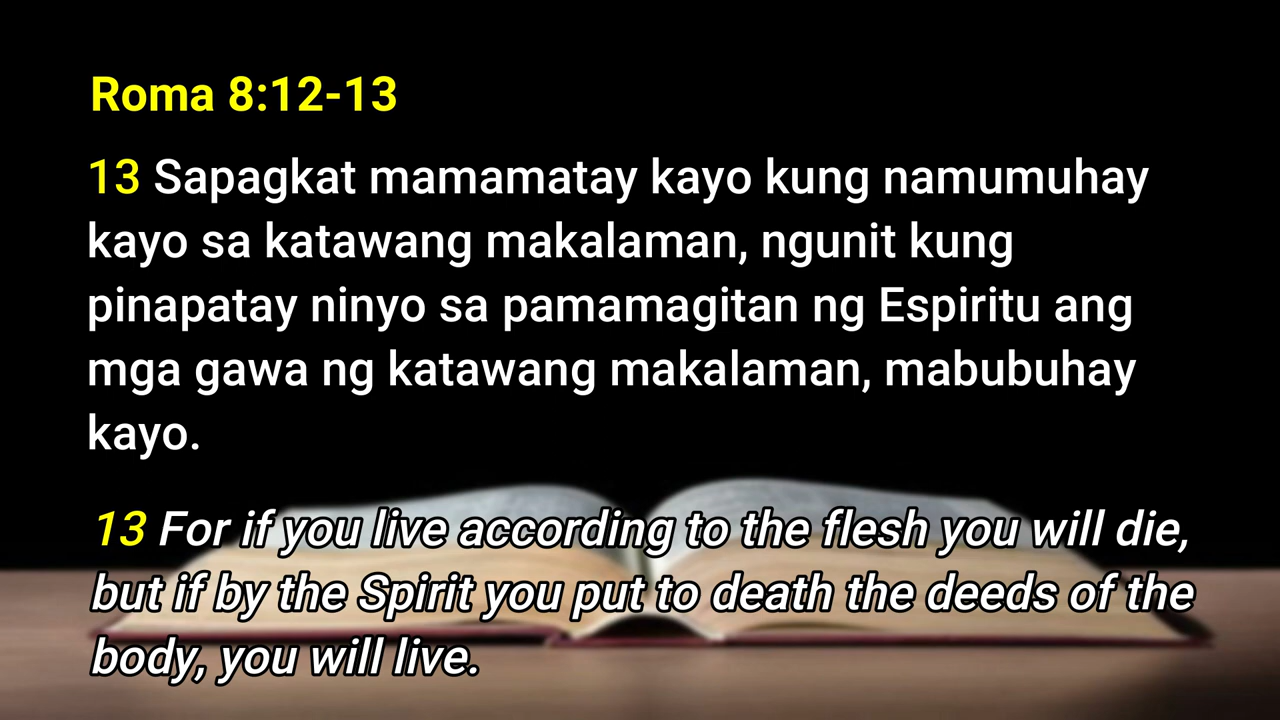 Roma 8:12-13
13 Sapagkat mamamatay kayo kung namumuhay
kayo sa katawang makalaman, ngunit kung
pinapatay ninyo sa pamamagitan ng Espiritu ang
mga gawa ng katawang makalaman, mabubuhay
kayo.
13 For if you live according to the flesh you will die,
but if by the Spirit you put to death the deeds of the
body, you will live.